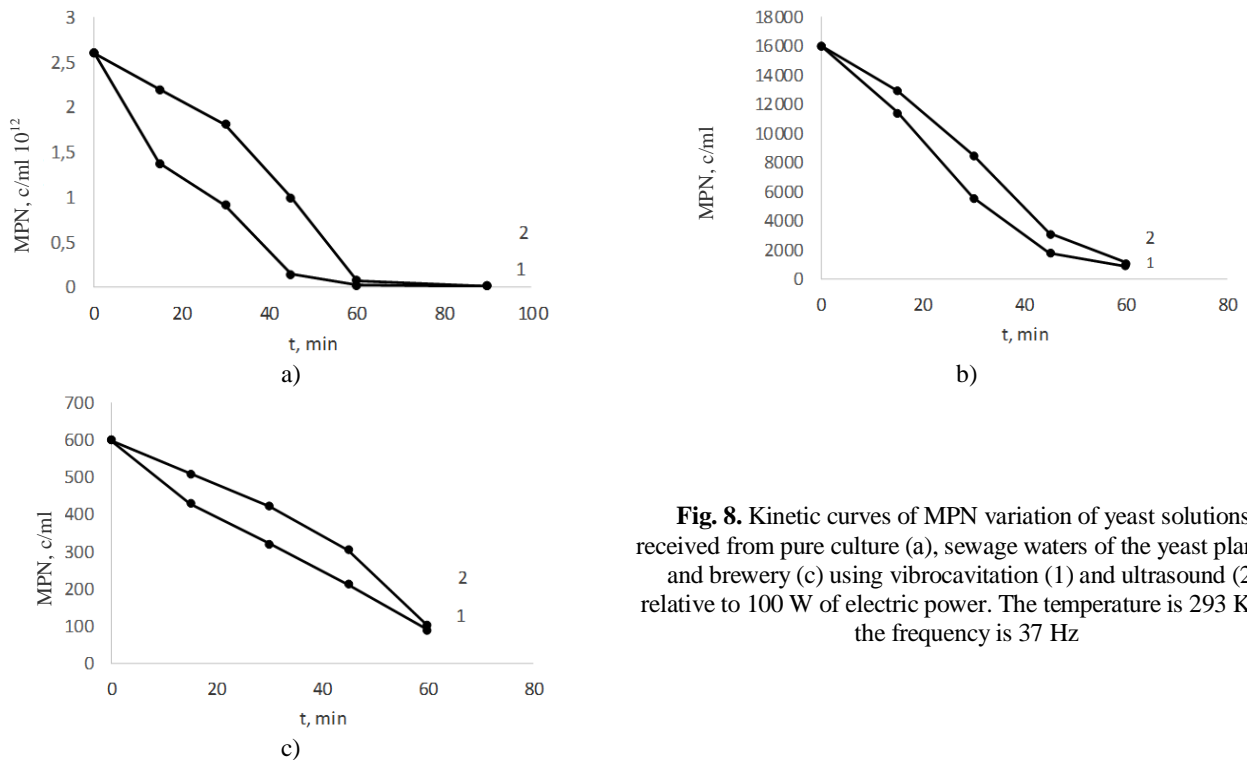 3
2,5
2
1,5
1
0,5
0
MPN, c/ml 10¹²
0 20 40 60 80 100
t, min
2
1
a)
18000
16000
14000
12000
10000
8000
6000
4000
2000
0
MPN, c/ml
0 20 40 60 80
t, min
2
1
b)
700
600
500
400
300
200
100
0
MPN, c/ml
0 20 40 60 80
t, min
2
1
c)
Fig. 8. Kinetic curves of MPN variation of yeast solutions
received from pure culture (a), sewage waters of the yeast plan
and brewery (c) using vibrocavitation (1) and ultrasound (2
relative to 100 W of electric power. The temperature is 293 K
the frequency is 37 Hz